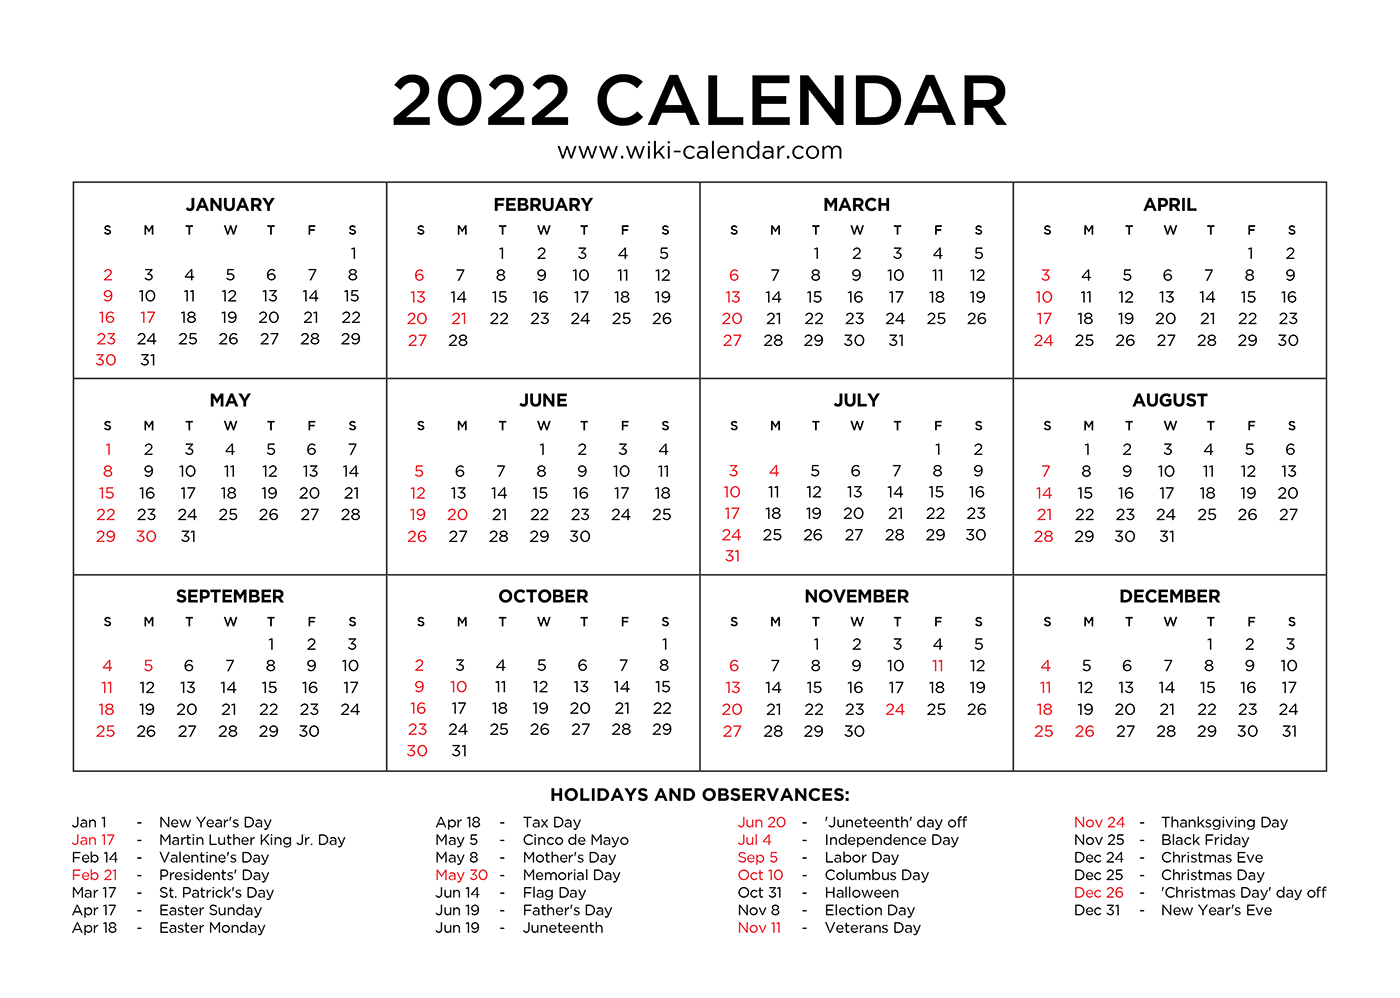 2022 CALENDAR
www.wiki-calendar.com
JANUARY
S M T W T F S
1
2 3 4 5 6 7 8
9 10 11 12 13 14 15
16 17 18 19 20 21 22
23 24 25 26 27 28 29
30 31
FEBRUARY
S M T W T F S
1 2 3 4 5
6 7 8 9 10 11 12
13 14 15 16 17 18 19
20 21 22 23 24 25 26
27 28
MARCH
S M T W T F S
1 2 3 4 5
6 7 8 9 10 11 12
13 14 15 16 17 18 19
20 21 22 23 24 25 26
27 28 29 30 31
APRIL
S M T W T F S
1 2
3 4 5 6 7 8 9
10 11 12 13 14 15 16
17 18 19 20 21 22 23
24 25 26 27 28 29 30
MAY
S M T W T F S
1 2 3 4 5 6 7
8 9 10 11 12 13 14
15 16 17 18 19 20 21
22 23 24 25 26 27 28
29 30 31
JUNE
S M T W T F S
1 2 3 4
5 6 7 8 9 10 11
12 13 14 15 16 17 18
19 20 21 22 23 24 25
26 27 28 29 30
JULY
S M T W T F S
1 2
3 4 5 6 7 8 9
10 11 12 13 14 15 16
17 18 19 20 21 22 23
24 25 26 27 28 29 30
31
AUGUST
S M T W T F S
1 2 3 4 5 6
7 8 9 10 11 12 13
14 15 16 17 18 19 20
21 22 23 24 25 26 27
28 29 30 31
SEPTEMBER
S M T W T F S
1 2 3
4 5 6 7 8 9 10
11 12 13 14 15 16 17
18 19 20 21 22 23 24
25 26 27 28 29 30
OCTOBER
S M T W T F S
1
2 3 4 5 6 7 8
9 10 11 12 13 14 15
16 17 18 19 20 21 22
23 24 25 26 27 28 29
30 31
NOVEMBER
S M T W T F S
1 2 3 4 5
6 7 8 9 10 11 12
13 14 15 16 17 18 19
20 21 22 23 24 25 26
27 28 29 30
DECEMBER
S M T W T F S
1 2 3
4 5 6 7 8 9 10
11 12 13 14 15 16 17
18 19 20 21 22 23 24
25 26 27 28 29 30 31
HOLIDAYS AND OBSERVANCES:
Jan 1 - New Year's Day
Jan 17 - Martin Luther King Jr. Day
Feb 14 - Valentine's Day
Feb 21 - Presidents' Day
Mar 17 - St. Patrick's Day
Apr 17 - Easter Sunday
Apr 18 - Easter Monday
Apr 18 - Tax Day
May 5 - Cinco de Mayo
May 8 - Mother's Day
May 30 - Memorial Day
Jun 14 - Flag Day
Jun 19 - Father's Day
Jun 19 - Juneteenth
Jun 20 - 'Juneteenth' day off
Jul 4 - Independence Day
Sep 5 - Labor Day
Oct 10 - Columbus Day
Oct 31 - Halloween
Nov 8 - Election Day
Nov 11 - Veterans Day
Nov 24 - Thanksgiving Day
Nov 25 - Black Friday
Dec 24 - Christmas Eve
Dec 25 - Christmas Day
Dec 26 - 'Christmas Day' day off
Dec 31 - New Year's Eve